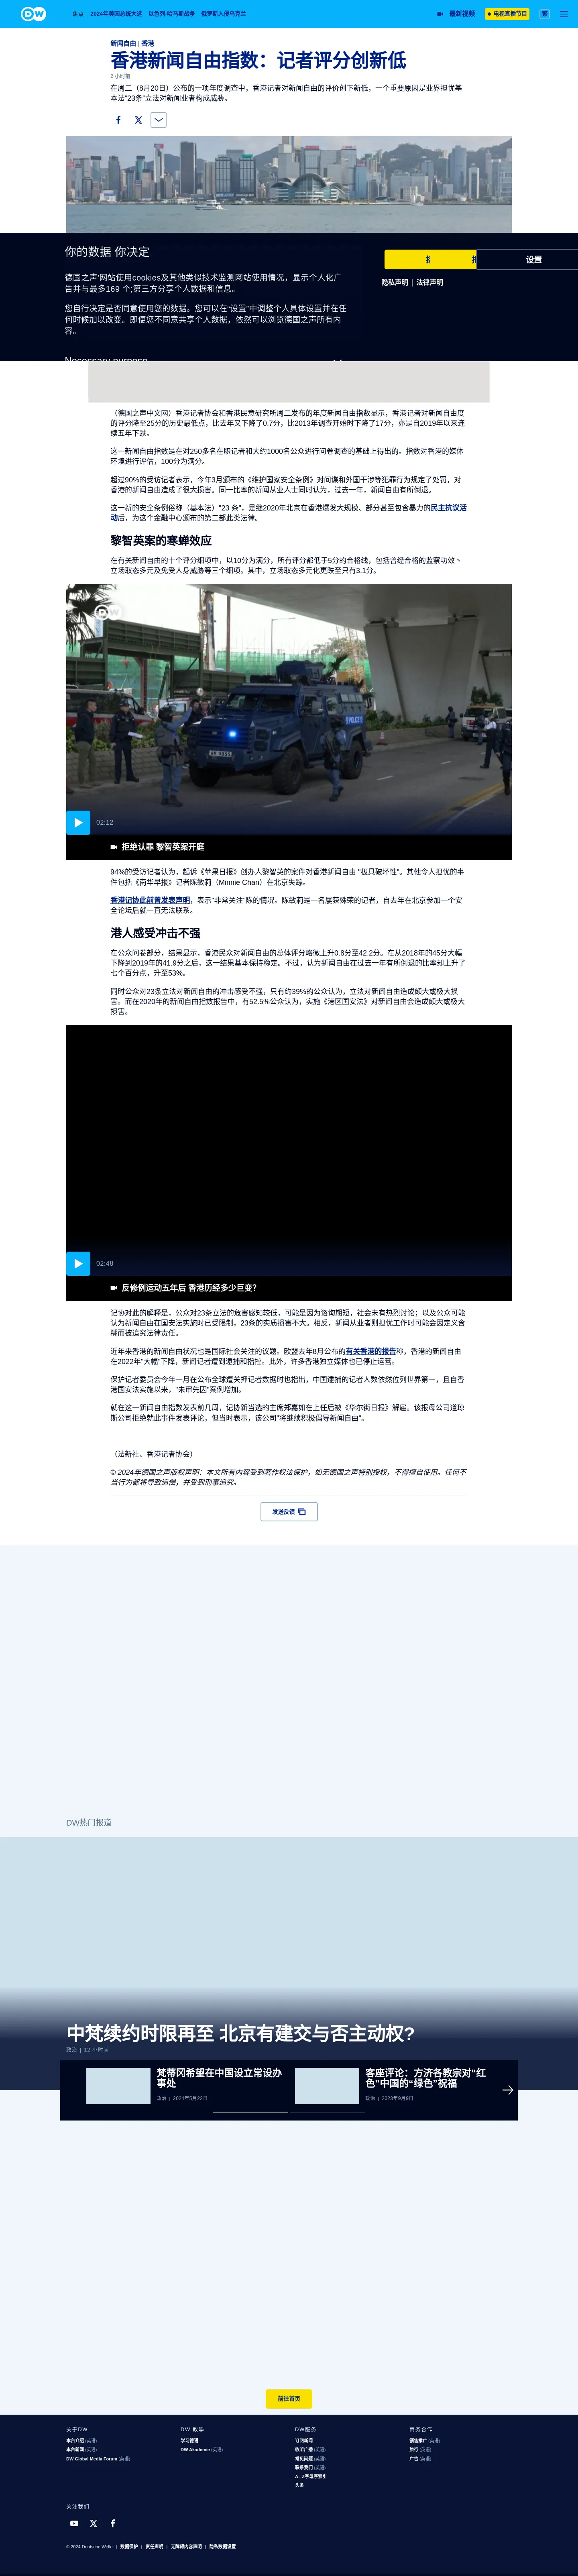 DW
焦点 2024年美国总统大选 以色列-哈马斯战争 俄罗斯入侵乌克兰 最新视频 电视直播节目 繁
新闻自由 | 香港
香港新闻自由指数：记者评分创新低
2 小时前
在周二（8月20日）公布的一项年度调查中，香港记者对新闻自由的评价创下新低，一个重要原因是业界担忧基
本法“23条”立法对新闻业者构成威胁。
你的数据 你决定
设置
隐私声明 | 法律声明
德国之声’网站使用cookies及其他类似技术监测网站使用情况，显示个人化广
告并与最多169 个;第三方分享个人数据和信息。
您自行决定是否同意使用您的数据。您可以在“设置”中调整个人具体设置并在任
何时候加以改变。即便您不同意共享个人数据，依然可以浏览德国之声所有内
容。
Necessary purpose
（德国之声中文网）香港记者协会和香港民意研究所周二发布的年度新闻自由指数显示，香港记者对新闻自由度
的评分降至25分的历史最低点，比去年又下降了0.7分，比2013年调查开始时下降了17分，亦是自2019年以来连
续五年下跌。
这一新闻自由指数是在对250多名在职记者和大约1000名公众进行问卷调查的基础上得出的。指数对香港的媒体
环境进行评估，100分为满分。
超过90%的受访记者表示，今年3月颁布的《维护国家安全条例》对间谍和外国干涉等犯罪行为规定了处罚，对
香港的新闻自由造成了很大损害。同一比率的新闻从业人士同时认为，过去一年，新闻自由有所倒退。
这一新的安全条例俗称（基本法）"23 条"，是继2020年北京在香港爆发大规模、部分甚至包含暴力的民主抗议活
动后，为这个金融中心颁布的第二部此类法律。
黎智英案的寒蝉效应
在有关新闻自由的十个评分细项中，以10分为满分，所有评分都低于5分的合格线，包括曾经合格的监察功效丶
立场取态多元及免受人身威胁等三个细项。其中，立场取态多元化更跌至只有3.1分。
DW
POLICE 警察
02:12
拒绝认罪 黎智英案开庭
94%的受访记者认为，起诉《苹果日报》创办人黎智英的案件对香港新闻自由 "极具破坏性"。其他令人担忧的事
件包括《南华早报》记者陈敏莉（Minnie Chan）在北京失踪。
香港记协此前曾发表声明，表示"非常关注"陈的情况。陈敏莉是一名屡获殊荣的记者，自去年在北京参加一个安
全论坛后就一直无法联系。
港人感受冲击不强
在公众问卷部分，结果显示，香港民众对新闻自由的总体评分略微上升0.8分至42.2分。在从2018年的45分大幅
下降到2019年的41.9分之后，这一结果基本保持稳定。不过，认为新闻自由在过去一年有所倒退的比率却上升了
七个百分点，升至53%。
同时公众对23条立法对新闻自由的冲击感受不强，只有约39%的公众认为，立法对新闻自由造成颇大或极大损
害。而在2020年的新闻自由指数报告中，有52.5%公众认为，实施《港区国安法》对新闻自由会造成颇大或极大
损害。
02:48
反修例运动五年后 香港历经多少巨变?
记协对此的解释是，公众对23条立法的危害感知较低，可能是因为谘询期短，社会未有热烈讨论；以及公众可能
认为新闻自由在国安法实施时已受限制，23条的实质损害不大。相反，新闻从业者则担忧工作时可能会因定义含
糊而被追究法律责任。
近年来香港的新闻自由状况也是国际社会关注的议题。欧盟去年8月公布的有关香港的报告称，香港的新闻自由
在2022年"大幅"下降，新闻记者遭到逮捕和指控。此外，许多香港独立媒体也已停止运营。
保护记者委员会今年一月在公布全球遭关押记者数据时也指出，中国逮捕的记者人数依然位列世界第一，且自香
港国安法实施以来，"未审先囚"案例增加。
就在这一新闻自由指数发表前几周，记协新当选的主席郑嘉如在上任后被《华尔街日报》解雇。该报母公司道琼
斯公司拒绝就此事件发表评论，但当时表示，该公司"将继续积极倡导新闻自由"。
（法新社、香港记者协会）
© 2024年德国之声版权声明：本文所有内容受到著作权法保护，如无德国之声特别授权，不得擅自使用。任何不
当行为都将导致追偿，并受到刑事追究。
发送反馈
DW热门报道
中梵续约时限再至 北京有建交与否主动权?
政治 | 12 小时前
梵蒂冈希望在中国设立常设办
事处
政治 | 2024年5月22日
客座评论：方济各教宗对“红
色”中国的“绿色”祝福
政治 | 2023年9月9日
前往首页
关于DW
本台介绍 (英语)
本台新闻 (英语)
DW Global Media Forum (英语)
DW 教學
学习德语
DW Akademie (英语)
DW服务
订阅新闻
收听广播 (英语)
常见问题 (英语)
联系我们 (英语)
A - Z字母序索引
头条
商务合作
销售推广 (英语)
旅行 (英语)
广告 (英语)
关注我们
© 2024 Deutsche Welle | 数据保护 | 责任声明 | 无障碍内容声明 | 隐私数据设置